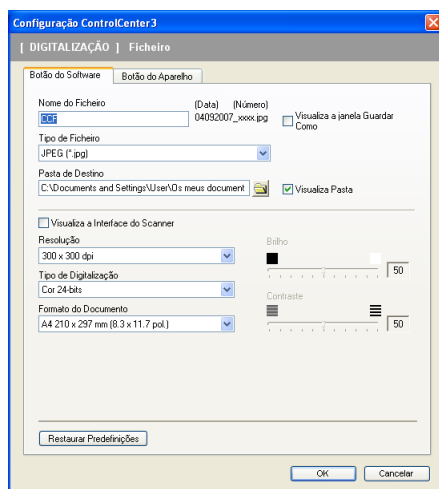 Configuração ControlCenter3
[ DIGITALIZAÇÃO ] Ficheiro
Botão do Software Botão do Aparelho
Nome do Ficheiro (Data) (Número)
CCF 04092007_xxxx.jpg Visualiza a janela Guardar
Como
Tipo de Ficheiro
JPEG (*.jpg)
Pasta de Destino
C:\Documents and Settings\User\Os meus document Visualiza Pasta
Visualiza a Interface do Scanner
Resolução Brilho
300 x 300 dpi 50
Tipo de Digitalização
Cor 24-bits Contraste
Formato do Documento
A4 210 x 297 mm (8.3 x 11.7 pol.) 50
Restaurar Predefinições
OK Cancelar